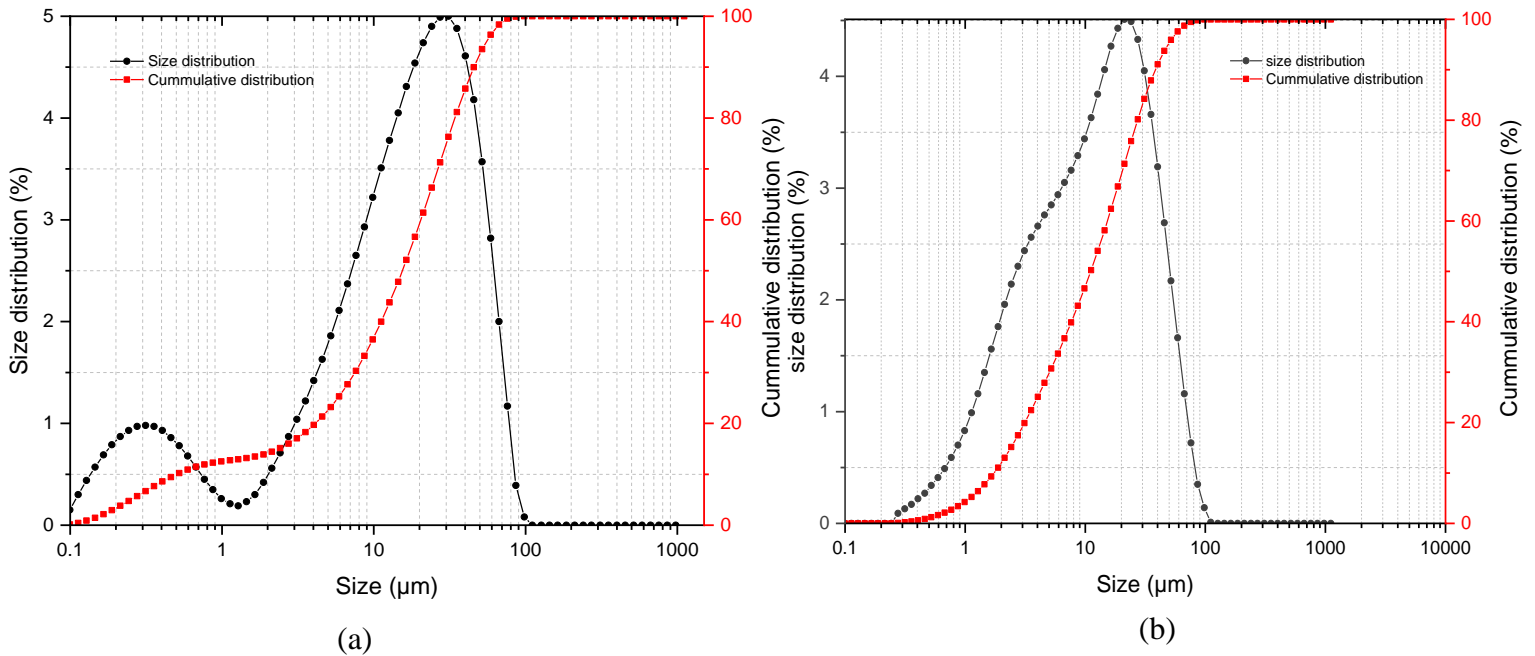 Size distribution
Cummulative distribution
Size distribution (%)
5
4
3
2
1
0
100
80
60
40
20
0
0.1
1
10
100
1000
Size (µm)
Cummulative distribution (%)
(a)
size distribution
Cummulative distribution
size distribution (%)
4
3
2
1
0
100
80
60
40
20
0
0.1
1
10
100
1000
10000
Size (µm)
Cummulative distribution (%)
(b)